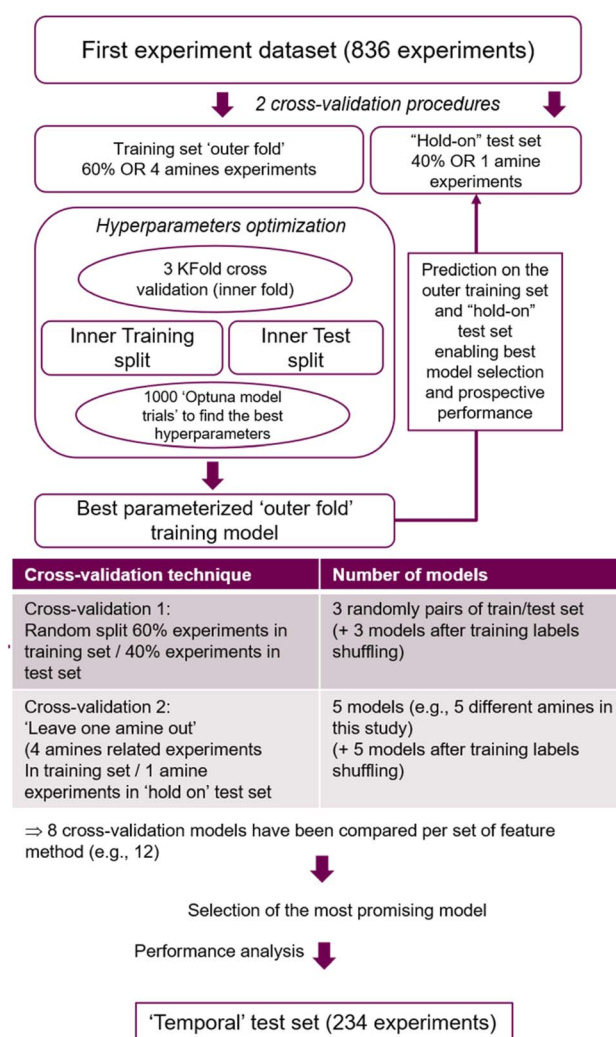 First experiment dataset (836 experiments)
2 cross-validation procedures
Training set ‘outer fold’
60% OR 4 amines experiments
“Hold-on” test set
40% OR 1 amine
experiments
Hyperparameters optimization
3 KFold cross
validation (inner fold)
Inner Training
split
Inner Test
split
1000 ‘Optuna model
trials’ to find the best
hyperparameters
Prediction on the
outer training set
and “hold-on”
test set
enabling best
model selection
and prospective
performance
Best parameterized ‘outer fold’
training model
Cross-validation technique
Number of models
Cross-validation 1:
Random split 60% experiments in
training set / 40% experiments in
test set
3 randomly pairs of train/test set
(+ 3 models after training labels
shuffling)
Cross-validation 2:
‘Leave one amine out’
(4 amines related experiments
In training set / 1 amine
experiments in ‘hold on’ test set
5 models (e.g., 5 different amines in
this study)
(+ 5 models after training labels
shuffling)
⇒ 8 cross-validation models have been compared per set of feature
method (e.g., 12)
Selection of the most promising model
Performance analysis
‘Temporal’ test set (234 experiments)